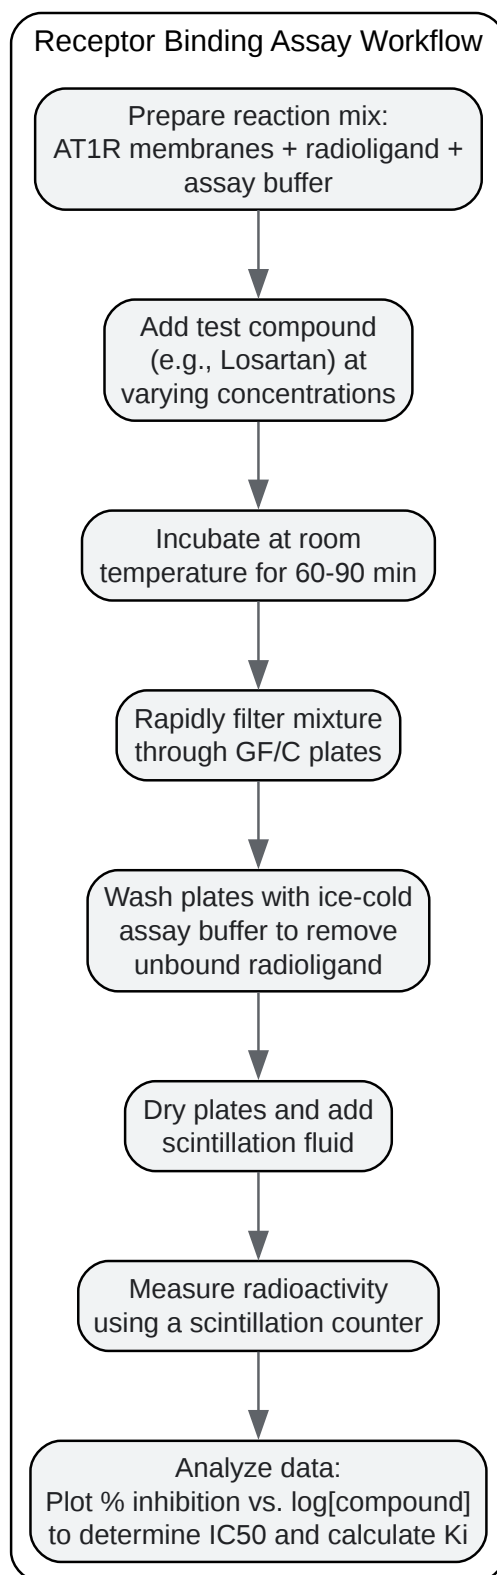 Receptor Binding Assay Workflow
Prepare reaction mix:
AT1R membranes + radioligand +
assay buffer
Add test compound
(e.g., Losartan) at
varying concentrations
Incubate at room
temperature for 60-90 min
Rapidly filter mixture
through GF/C plates
Wash plates with ice-cold
assay buffer to remove
unbound radioligand
Dry plates and add
scintillation fluid
Measure radioactivity
using a scintillation counter
Analyze data:
Plot % inhibition vs. log[compound]
to determine IC50 and calculate Ki